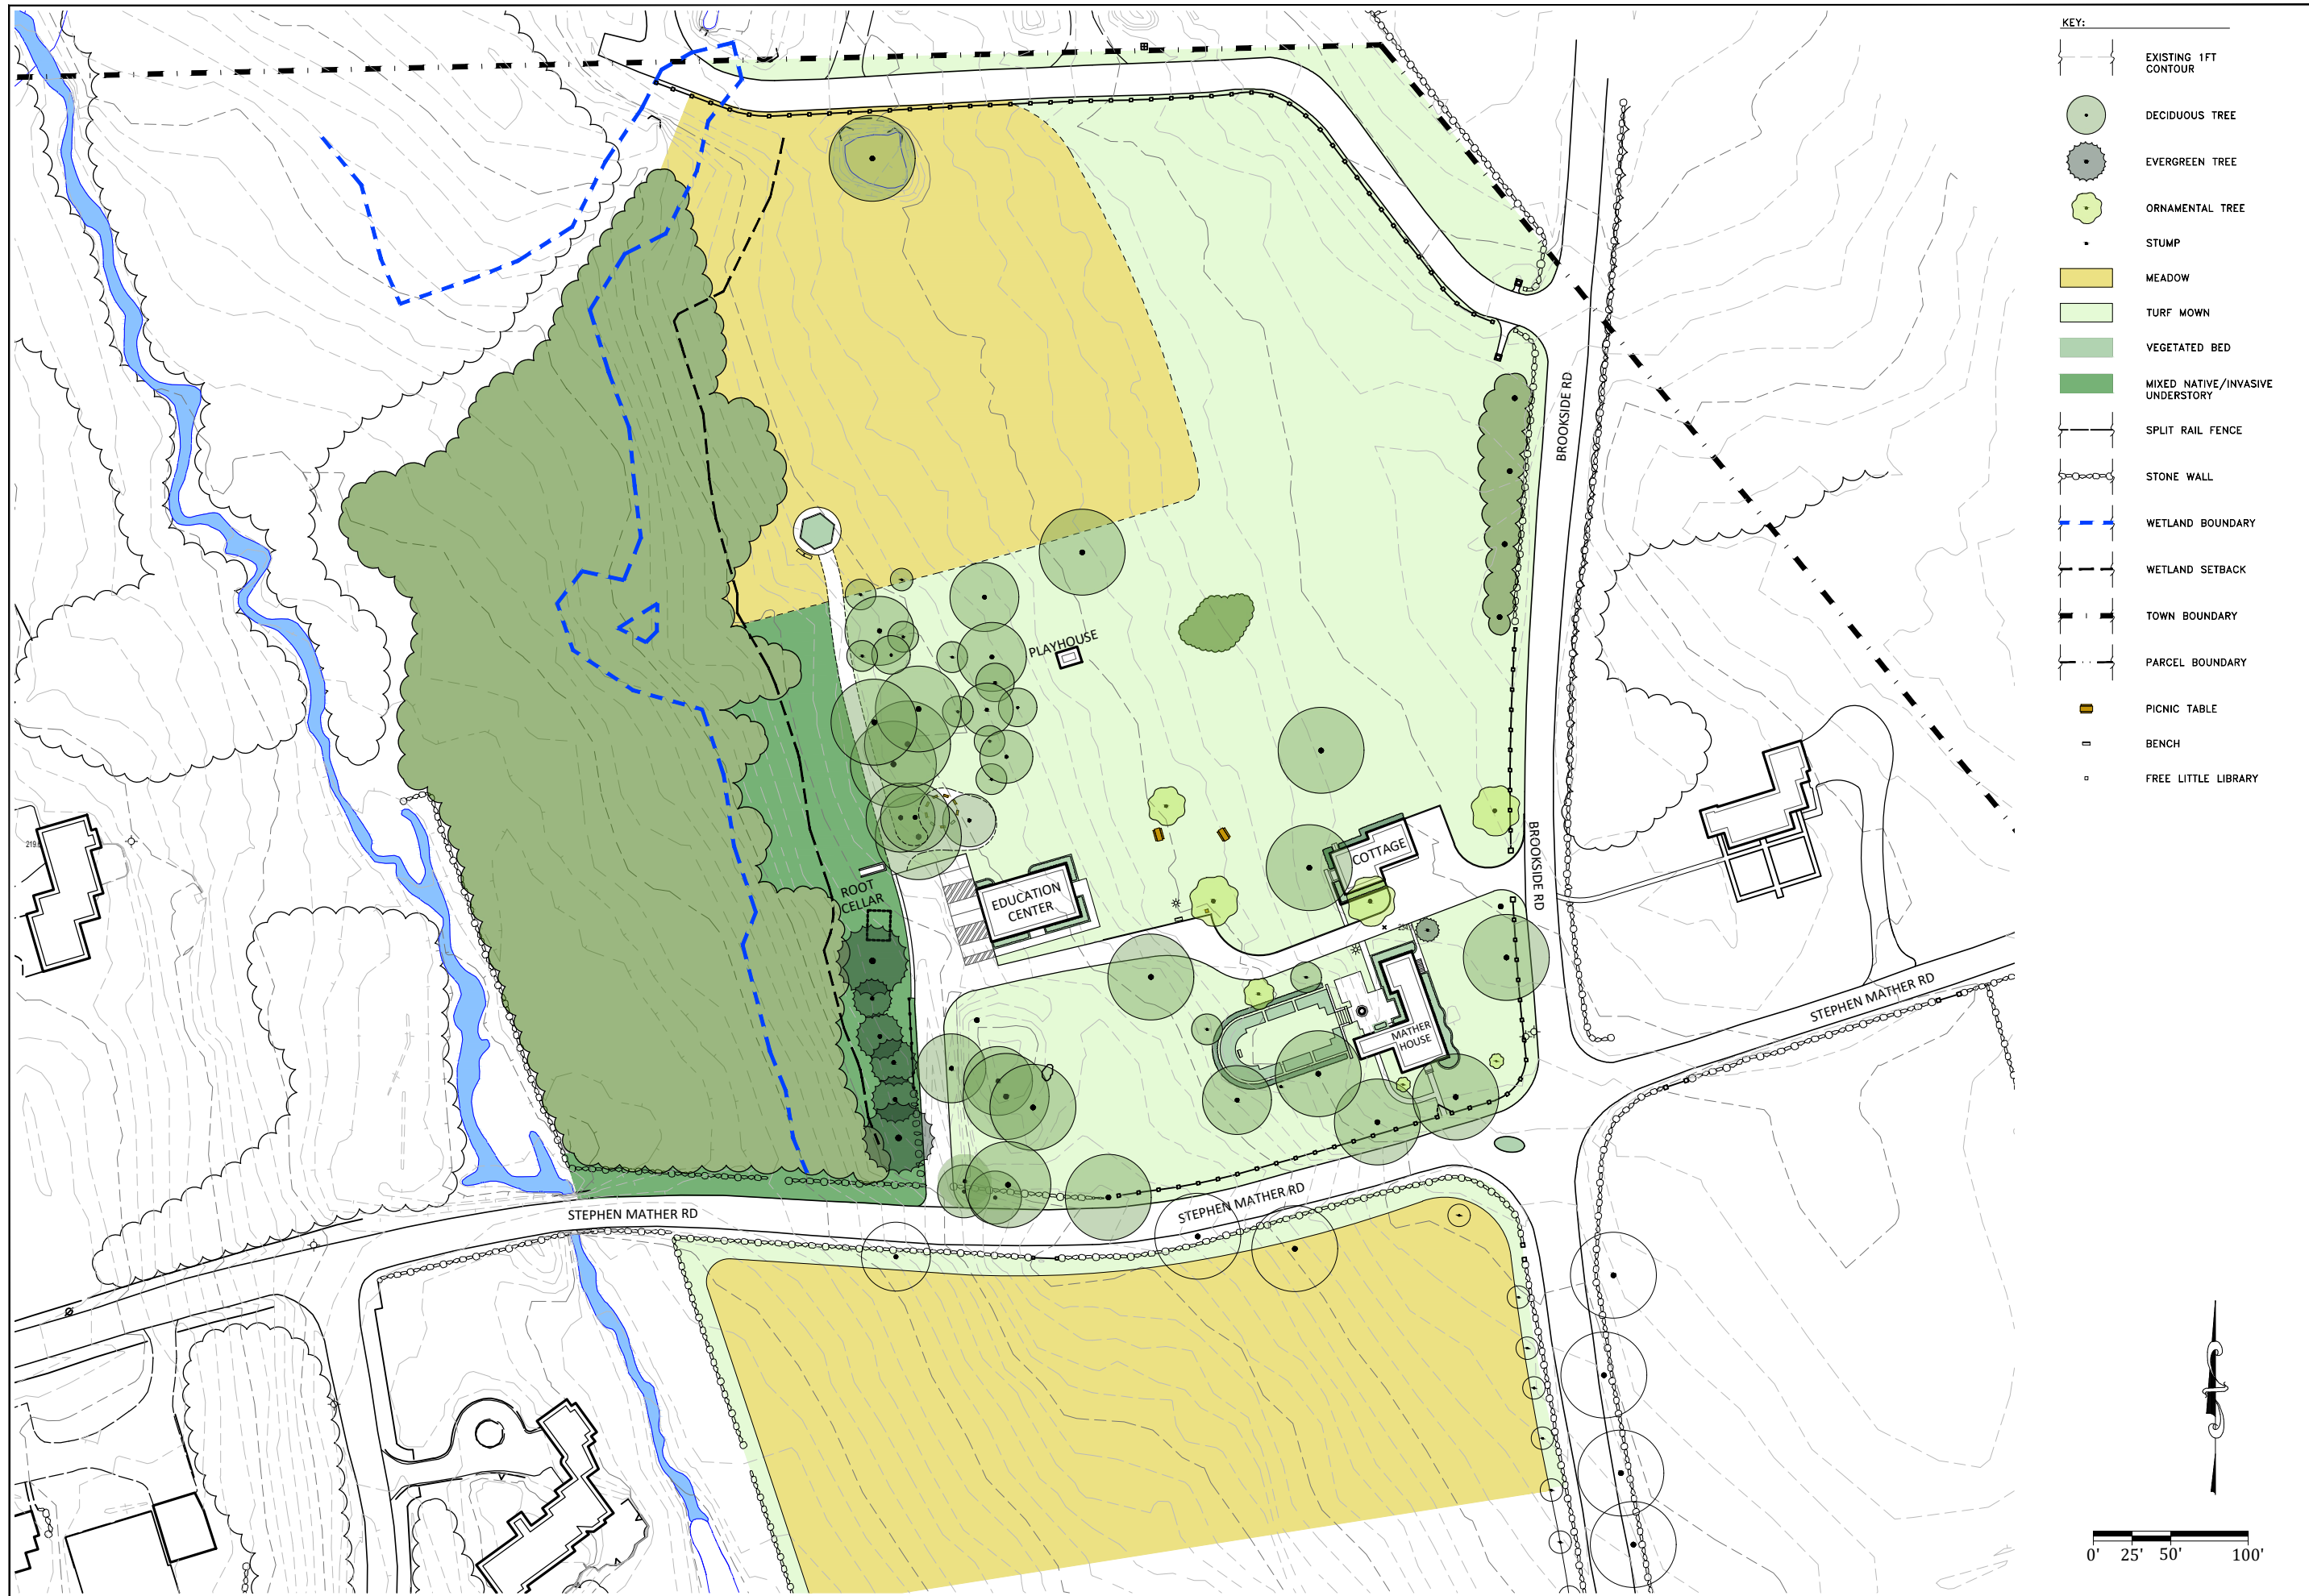 KEY:
EXISTING 1FT
CONTOUR
DECIDUOUS TREE
EVERGREEN TREE
ORNAMENTAL TREE
STUMP
MEADOW
TURF MOWN
VEGETATED BED
MIXED NATIVE/INVASIVE
UNDERSTORY
SPLIT RAIL FENCE
STONE WALL
WETLAND BOUNDARY
WETLAND SETBACK
TOWN BOUNDARY
PARCEL BOUNDARY
PICNIC TABLE
BENCH
FREE LITTLE LIBRARY
BROOKSIDE RD
PLAYHOUSE
BROOKSIDE RD
COTTAGE
ROOT
CELLAR
EDUCATION
CENTER
MATHER
HOUSE
STEPHEN MATHER RD
STEPHEN MATHER RD
STEPHEN MATHER RD
0' 25' 50' 100'